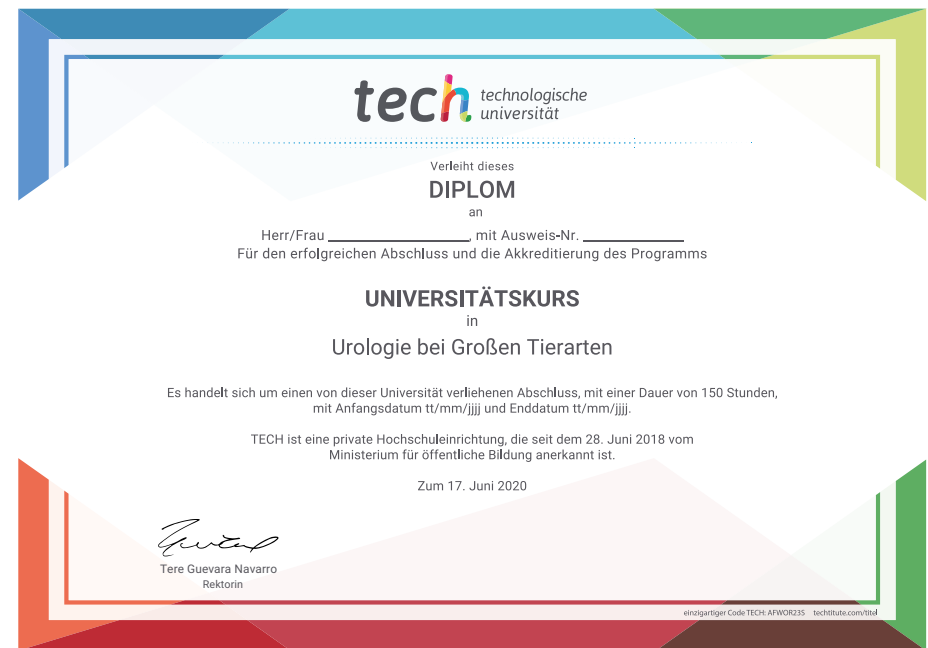 tech technologische
universität
Verleiht dieses
DIPLOM
an
Herr/Frau ____________________, mit Ausweis-Nr. ______________
Für den erfolgreichen Abschluss und die Akkreditierung des Programms
UNIVERSITÄTSKURS
in
Urologie bei Großen Tierarten
Es handelt sich um einen von dieser Universität verliehenen Abschluss, mit einer Dauer von 150 Stunden,
mit Anfangsdatum tt/mm/jjjj und Enddatum tt/mm/jjjj.
TECH ist eine private Hochschuleinrichtung, die seit dem 28. Juni 2018 vom
Ministerium für öffentliche Bildung anerkannt ist.
Zum 17. Juni 2020
Tere Guevara Navarro
Rektorin
einzigartiger Code TECH: AFWOR23S techtitute.com/titel